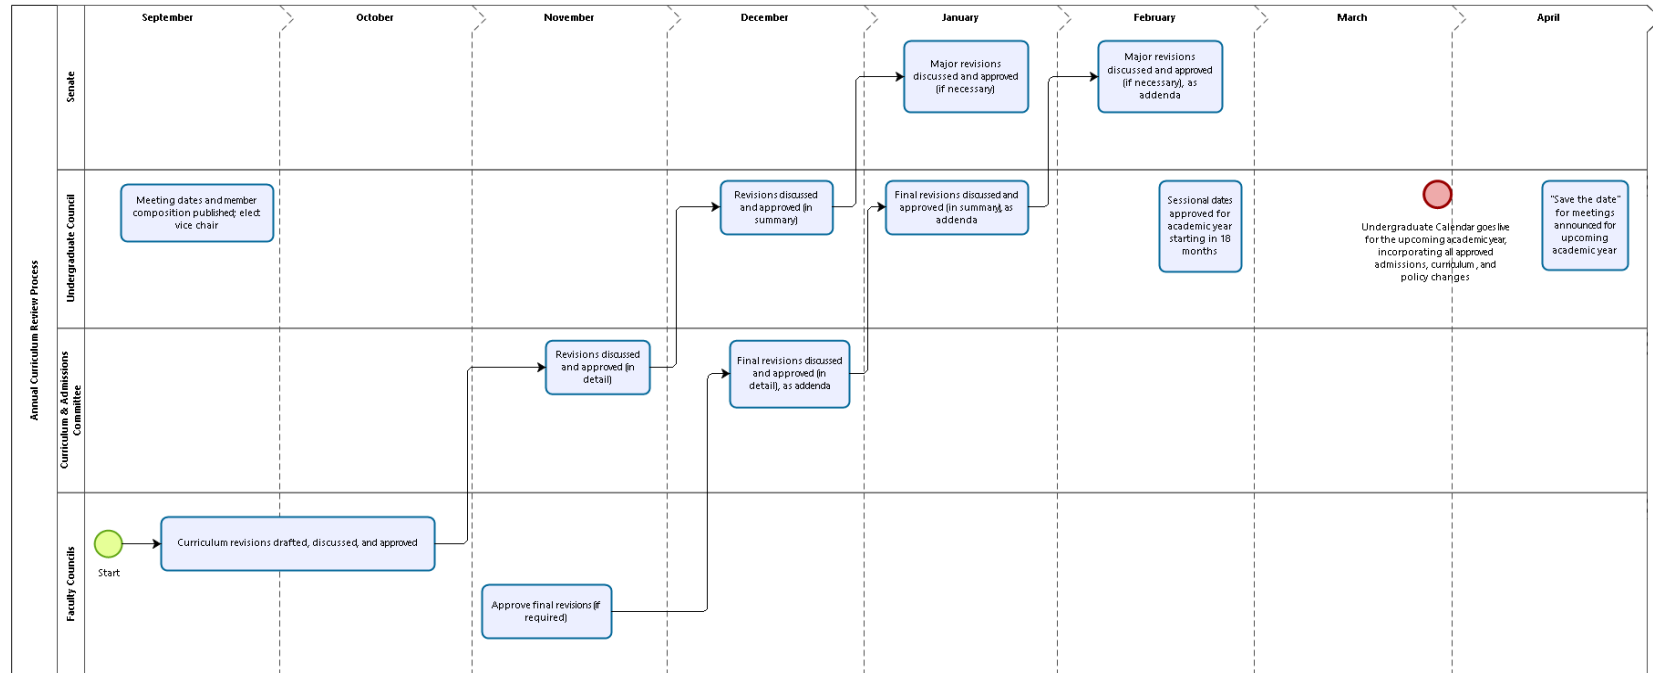 September
October
November
December
January
February
March
April
Annual Curriculum Review Process
Senate
Major revisions
discussed and approved
(if necessary)
Major revisions
discussed and approved
(if necessary), as
addenda
Undergraduate Council
Meeting dates and member
composition published; elect
vice chair
Revisions discussed
and approved (in
summary)
Final revisions discussed and
approved (in summary), as
addenda
Sessional dates
approved for
academic year
starting in 18
months
Undergraduate Calendar goes live
for the upcoming academic year,
incorporating all approved
admissions, curriculum, and
policy changes
"Save the date"
for meetings
announced for
upcoming
academic year
Curriculum & Admissions
Committee
Revisions discussed
and approved (in
detail)
Final revisions discussed
and approved (in
detail), as addenda
Faculty Councils
Start
Curriculum revisions drafted, discussed, and approved
Approve final revisions (if
required)